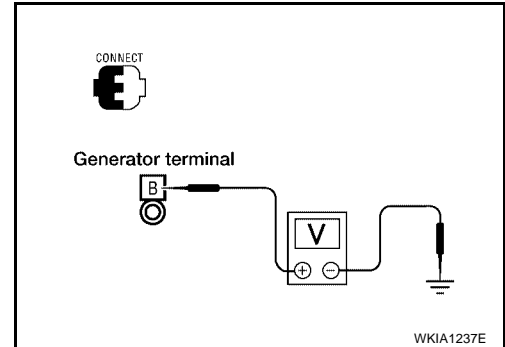 CONNECT
Generator terminal
B
V
+ −
WKIA1237E